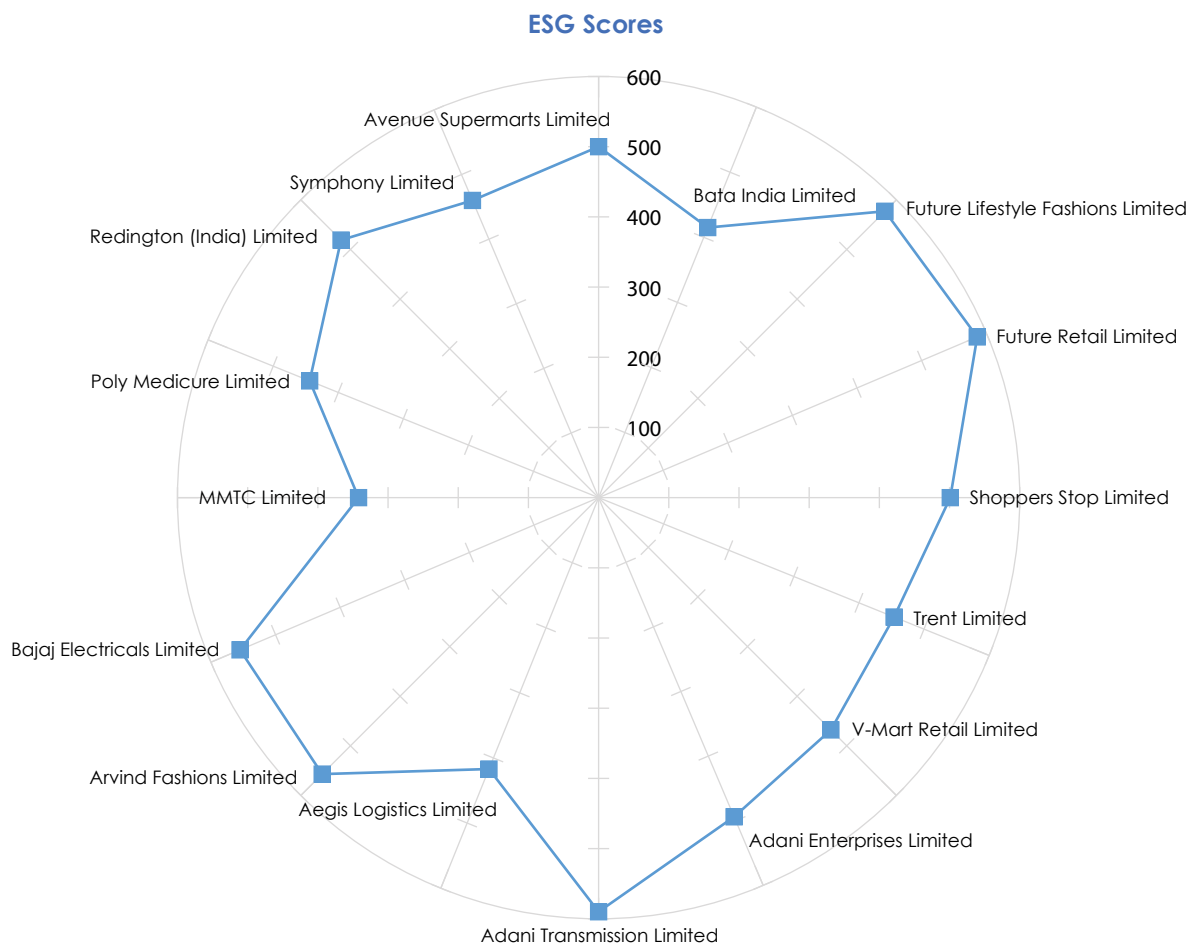 ESG Scores
600
Avenue Supermarts Limited
500
Symphony Limited
Bata India Limited
Future Lifestyle Fashions Limited
400
Redington (India) Limited
300
Future Retail Limited
200
Poly Medicure Limited
100
MMTC Limited
Shoppers Stop Limited
Trent Limited
Bajaj Electricals Limited
V-Mart Retail Limited
Arvind Fashions Limited
Aegis Logistics Limited
Adani Enterprises Limited
Adani Transmission Limited